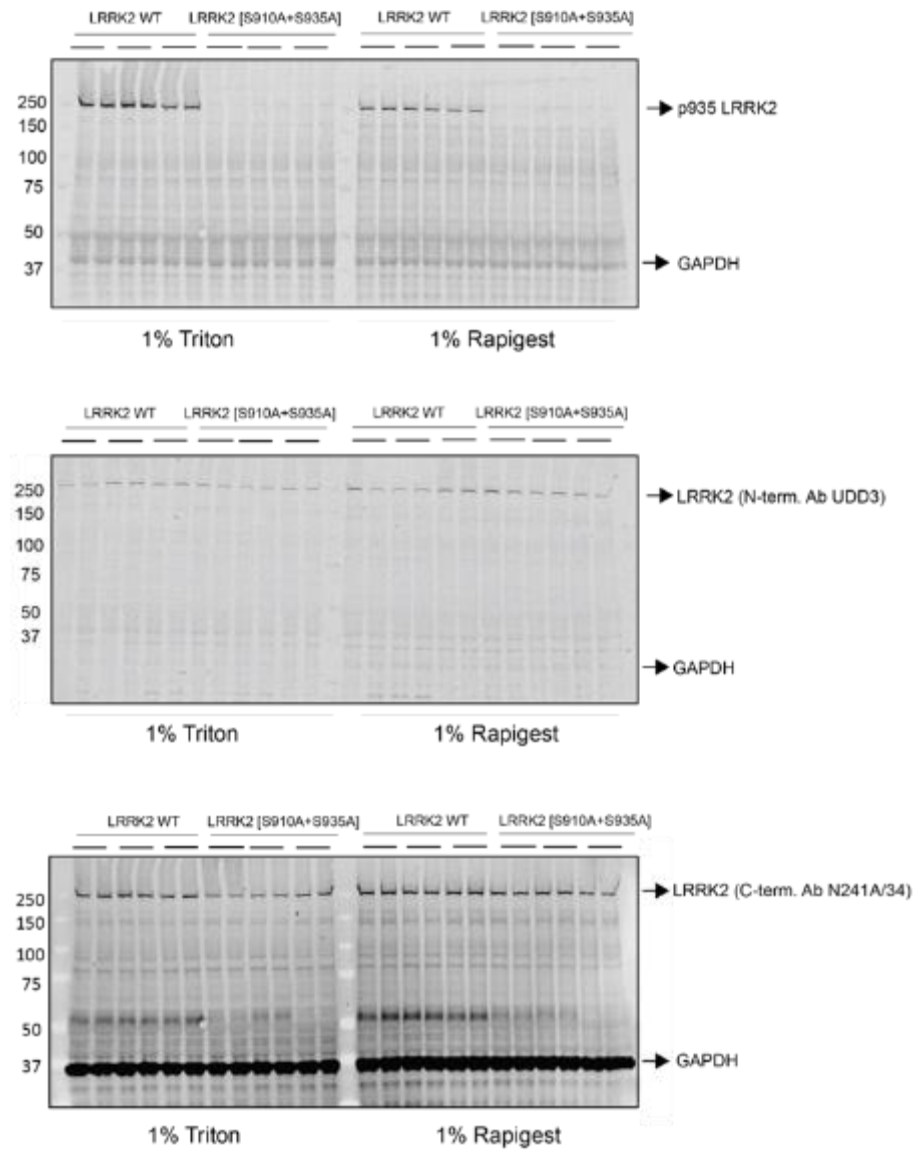 LRRK2 WT LRRK2 [S910A+S935A] LRRK2 WT LRRK2 [S910A+S935A]
250
150
100
75
50
37
p935 LRRK2
GAPDH
1% Triton 1% Rapigest
LRRK2 WT LRRK2 [S910A+S935A] LRRK2 WT LRRK2 [S910A+S935A]
250
150
100
75
50
37
LRRK2 (N-term. Ab UDD3)
GAPDH
1% Triton 1% Rapigest
LRRK2 WT LRRK2 [S910A+S935A] LRRK2 WT LRRK2 [S910A+S935A]
250
150
100
75
50
37
LRRK2 (C-term. Ab N241A/34)
GAPDH
1% Triton 1% Rapigest